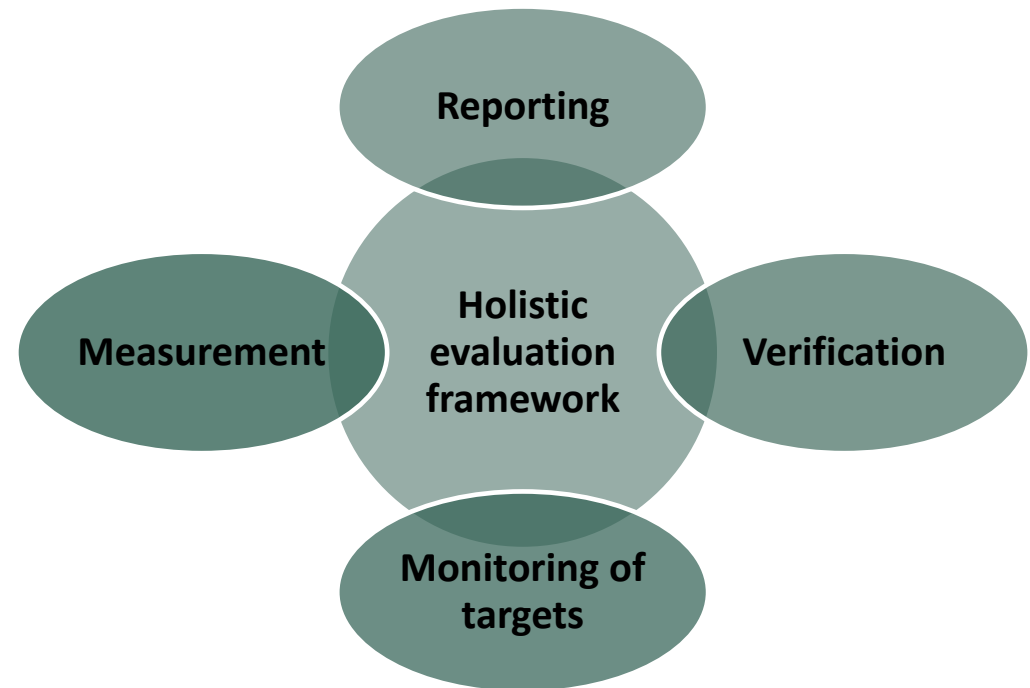 Reporting
Measurement
Holistic
evaluation
framework
Verification
Monitoring of
targets